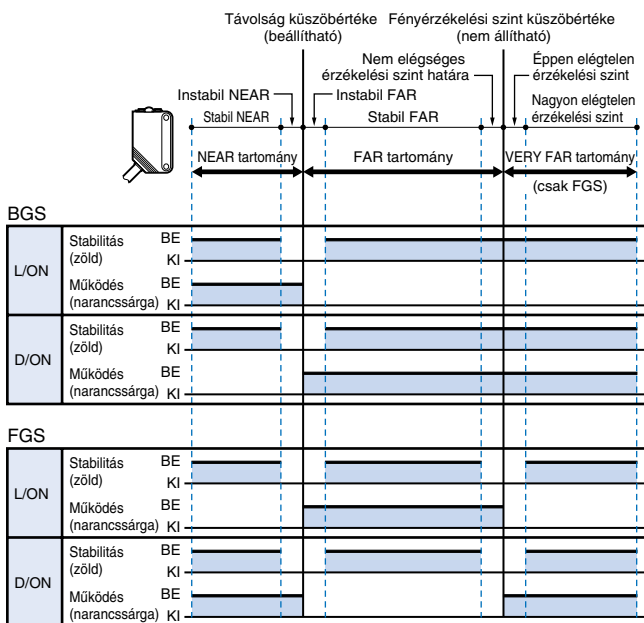 Távolság küszöbértéke
(beállítható)
Fényérzékelési szint küszöbértéke
(nem állítható)
Nem elégséges
érzékelési szint határa
Éppen elégtelen
érzékelési szint
Instabil NEAR
Instabil FAR
Nagyon elégtelen
érzékelési szint
Stabil NEAR
Stabil FAR
NEAR tartomány
FAR tartomány
VERY FAR tartomány
(csak FGS)
BGS
L/ON
Stabilitás
(zöld)
BE
KI
Működés
(narancssárga)
BE
KI
D/ON
Stabilitás
(zöld)
BE
KI
Működés
(narancssárga)
BE
KI
FGS
L/ON
Stabilitás
(zöld)
BE
KI
Működés
(narancssárga)
BE
KI
D/ON
Stabilitás
(zöld)
BE
KI
Működés
(narancssárga)
BE
KI